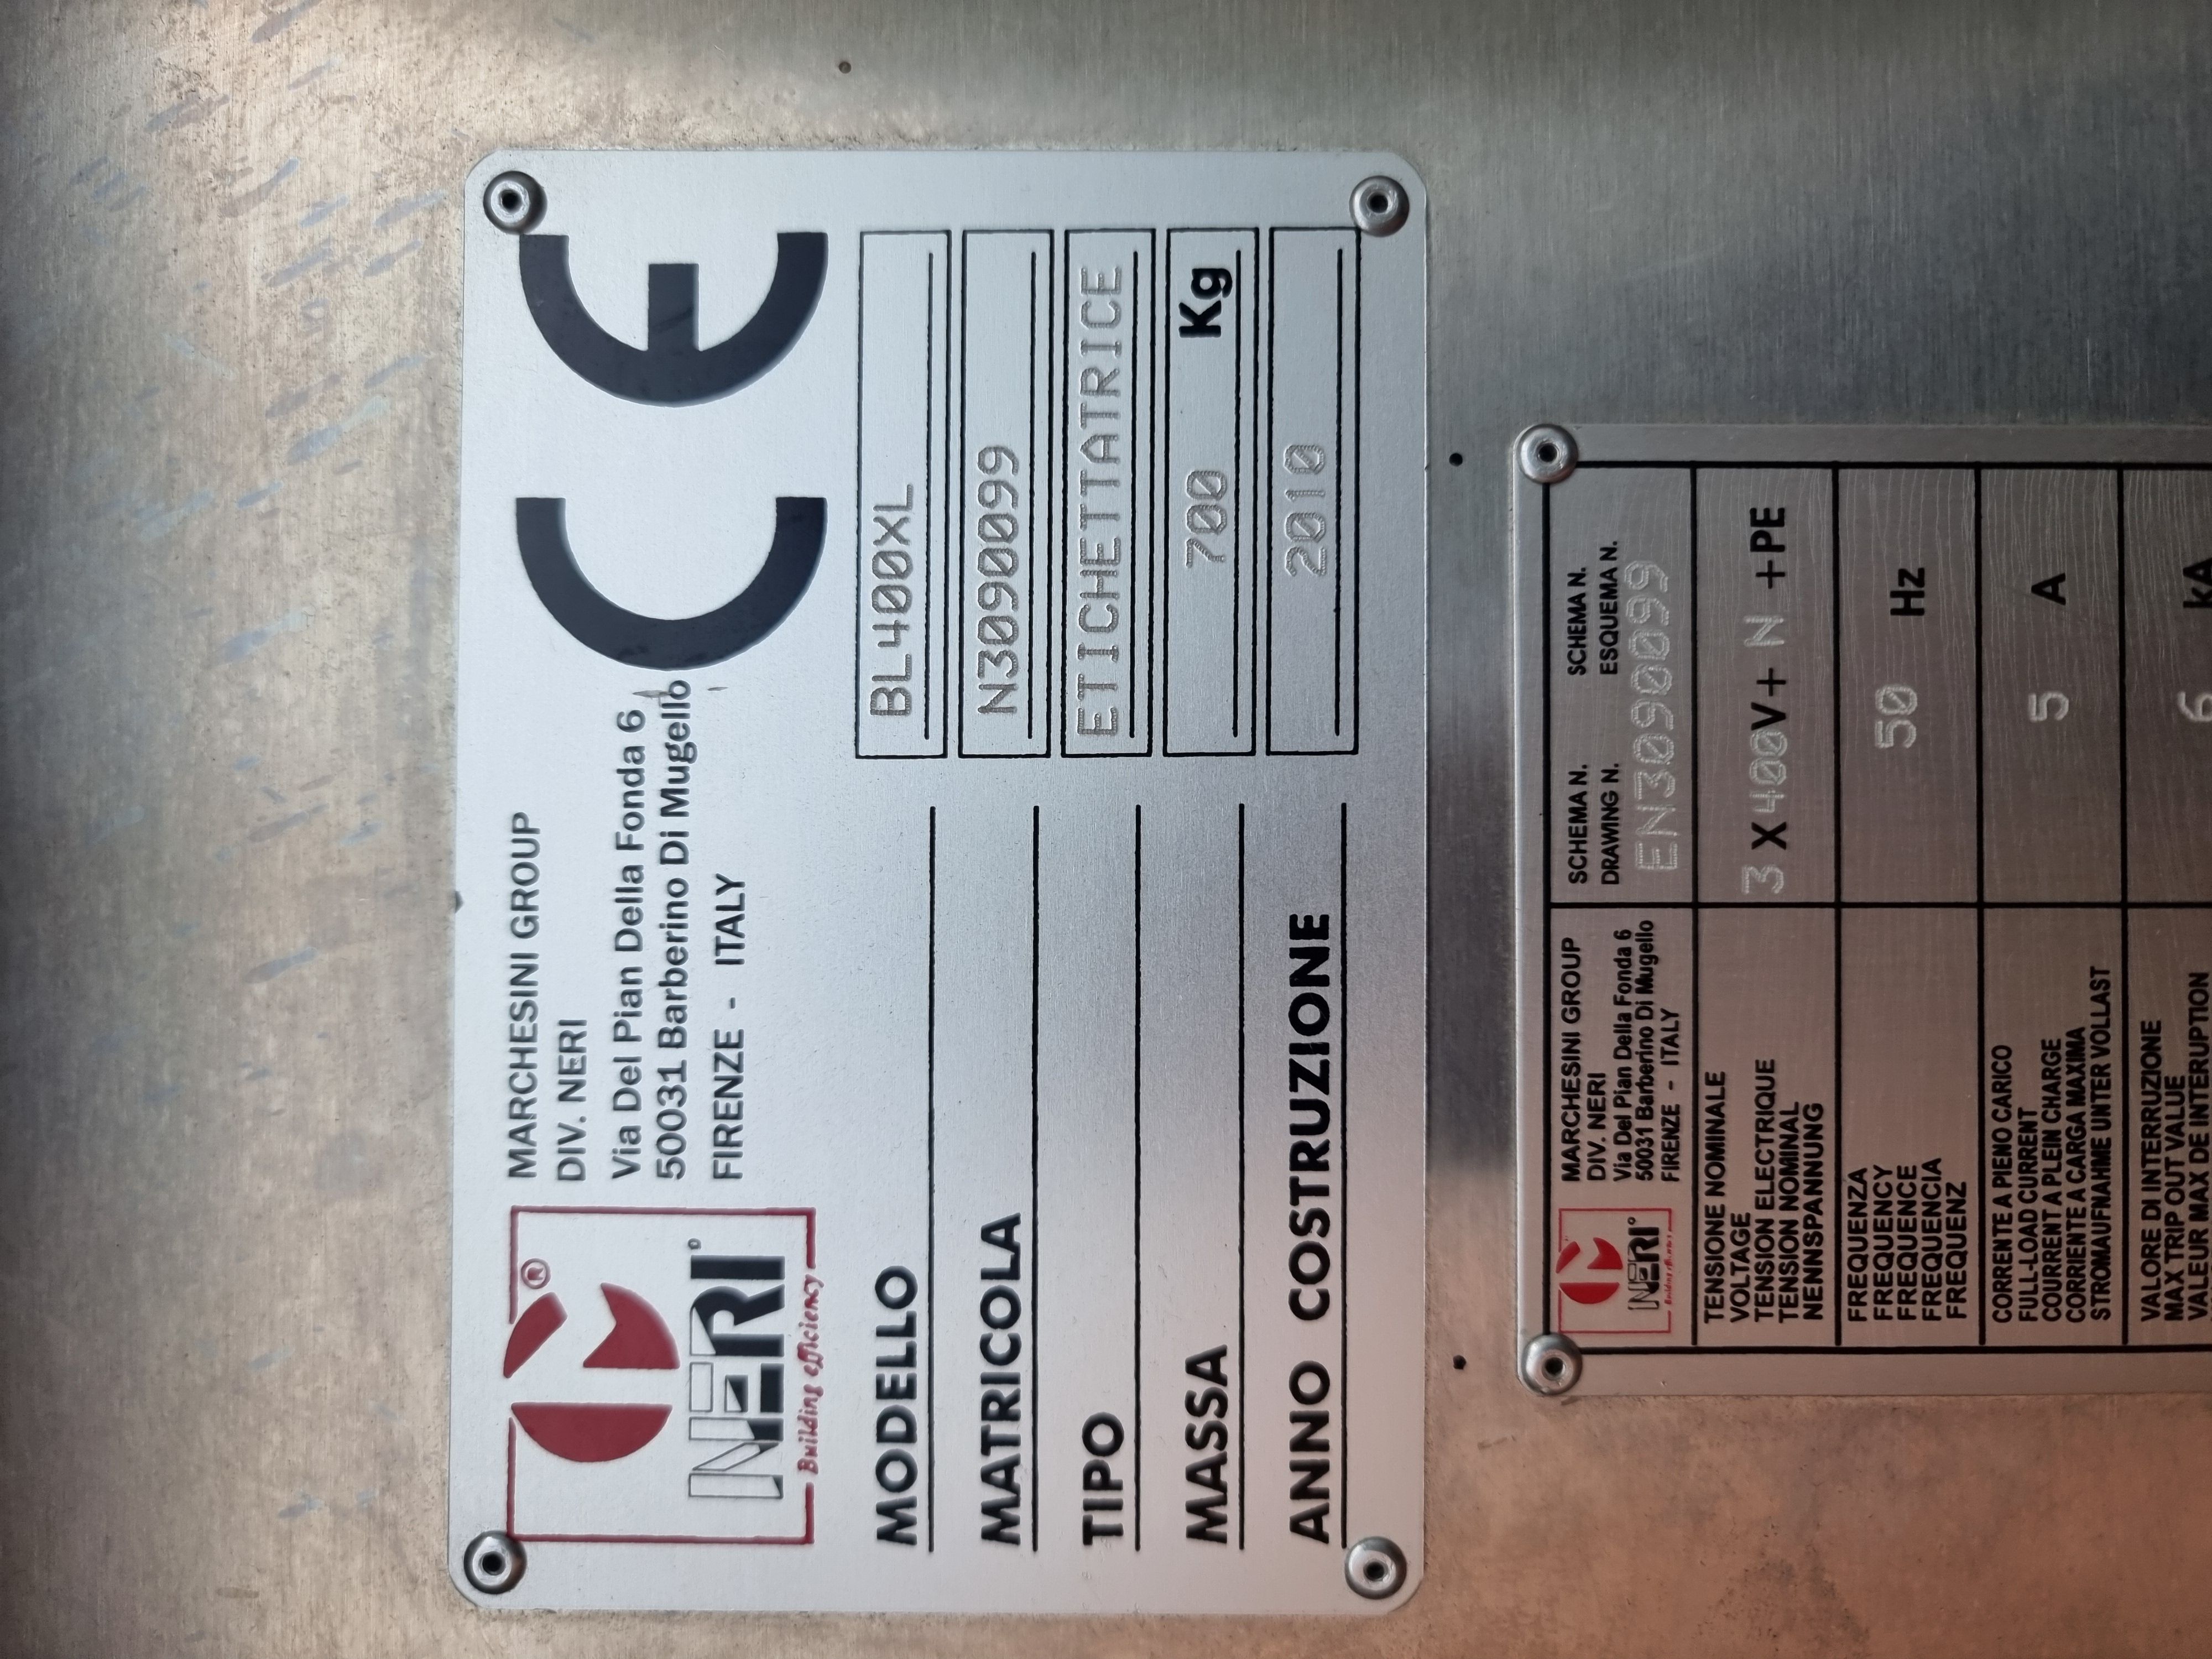 NERI®
Building efficiency
MARCHESINI GROUP
DIV. NERI
Via Del Pian Della Fonda 6
50031 Barberino Di Mugello
FIRENZE - ITALY
CE
MODELLO BL400XL
MATRICOLA N3090099
TIPO ETICHETTATRICE
MASSA 700 Kg
ANNO COSTRUZIONE 2010
NERI
Building efficiency
MARCHESINI GROUP
DIV. NERI
Via Del Pian Della Fonda 6
50031 Barberino Di Mugello
FIRENZE - ITALY
SCHEMA N. SCHEMA N.
DRAWING N. ESQUEMA N.
EN3090099
TENSIONE NOMINALE
VOLTAGE
TENSION ELECTRIQUE
TENSION NOMINAL
NENNSPANNUNG
3 X 400V+ N +PE
FREQUENZA
FREQUENCY
FREQUENCE
FREQUENCIA
FREQUENZ
50 Hz
CORRENTE A PIENO CARICO
FULL-LOAD CURRENT
COURRENT A PLEIN CHARGE
CORRIENTE A CARGA MAXIMA
STROMAUFNAHME UNTER VOLLAST
5 A
VALORE DI INTERRUZIONE
MAX TRIP OUT VALUE
VALEUR MAX DE INTERUPTION
6 kA